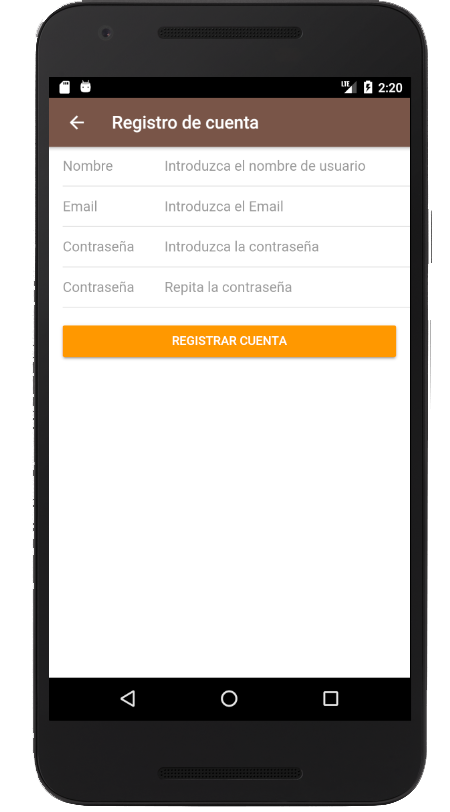 LTE 2:20
Registro de cuenta
Nombre Introduzca el nombre de usuario
Email Introduzca el Email
Contraseña Introduzca la contraseña
Contraseña Repita la contraseña
REGISTRAR CUENTA